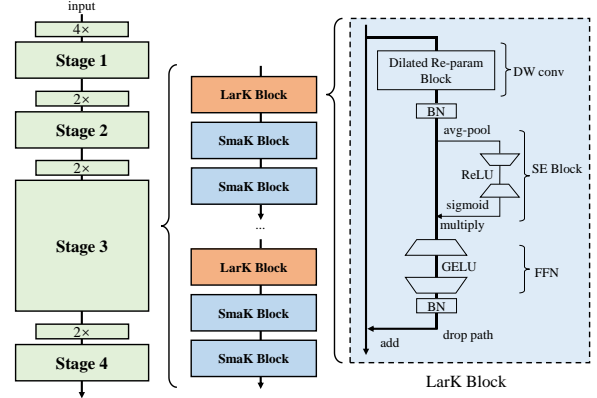 input
4×
Stage 1
2×
Stage 2
2×
Stage 3
2×
Stage 4
LarK Block
SmaK Block
SmaK Block
...
LarK Block
SmaK Block
SmaK Block
Dilated Re-param
Block
DW conv
BN
avg-pool
ReLU
SE Block
sigmoid
multiply
GELU
FFN
BN
drop path
add
LarK Block